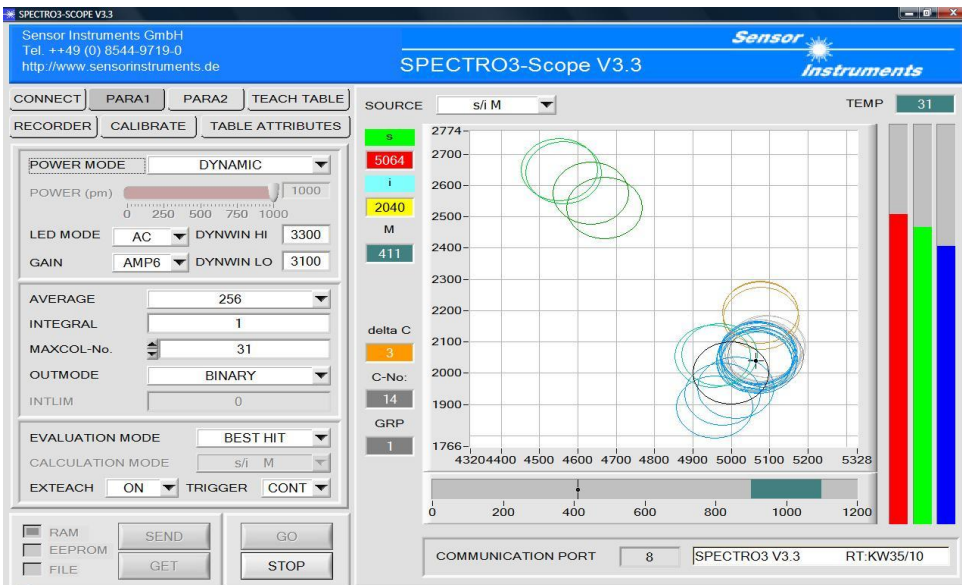 SPECTRO3-SCOPE V3.3
Sensor Instruments GmbH
Tel. ++49 (0) 8544-9719-0
http://www.sensorinstruments.de
SPECTRO3-Scope V3.3
Sensor
Instruments
CONNECT PARA1 PARA2 TEACH TABLE
RECORDER CALIBRATE TABLE ATTRIBUTES
POWER MODE DYNAMIC
POWER (pm) 1000
0 250 500 750 1000
LED MODE AC DYNWIN HI 3300
GAIN AMP6 DYNWIN LO 3100
AVERAGE 256
INTEGRAL 1
MAXCOL-No. 31
OUTMODE BINARY
INTLIM 0
EVALUATION MODE BEST HIT
CALCULATION MODE s/i M
EXTEACH ON TRIGGER CONT
RAM
EEPROM
FILE
SEND GO
GET STOP
SOURCE s/i M
TEMP 31
s
5064
i
2040
M
411
delta C
3
C-No:
14
GRP
1
2774
2700
2600
2500
2400
2300
2200
2100
2000
1900
1766
4320 4400 4500 4600 4700 4800 4900 5000 5100 5200 5328
0 200 400 600 800 1000 1200
COMMUNICATION PORT 8 SPECTRO3 V3.3 RT:KW35/10